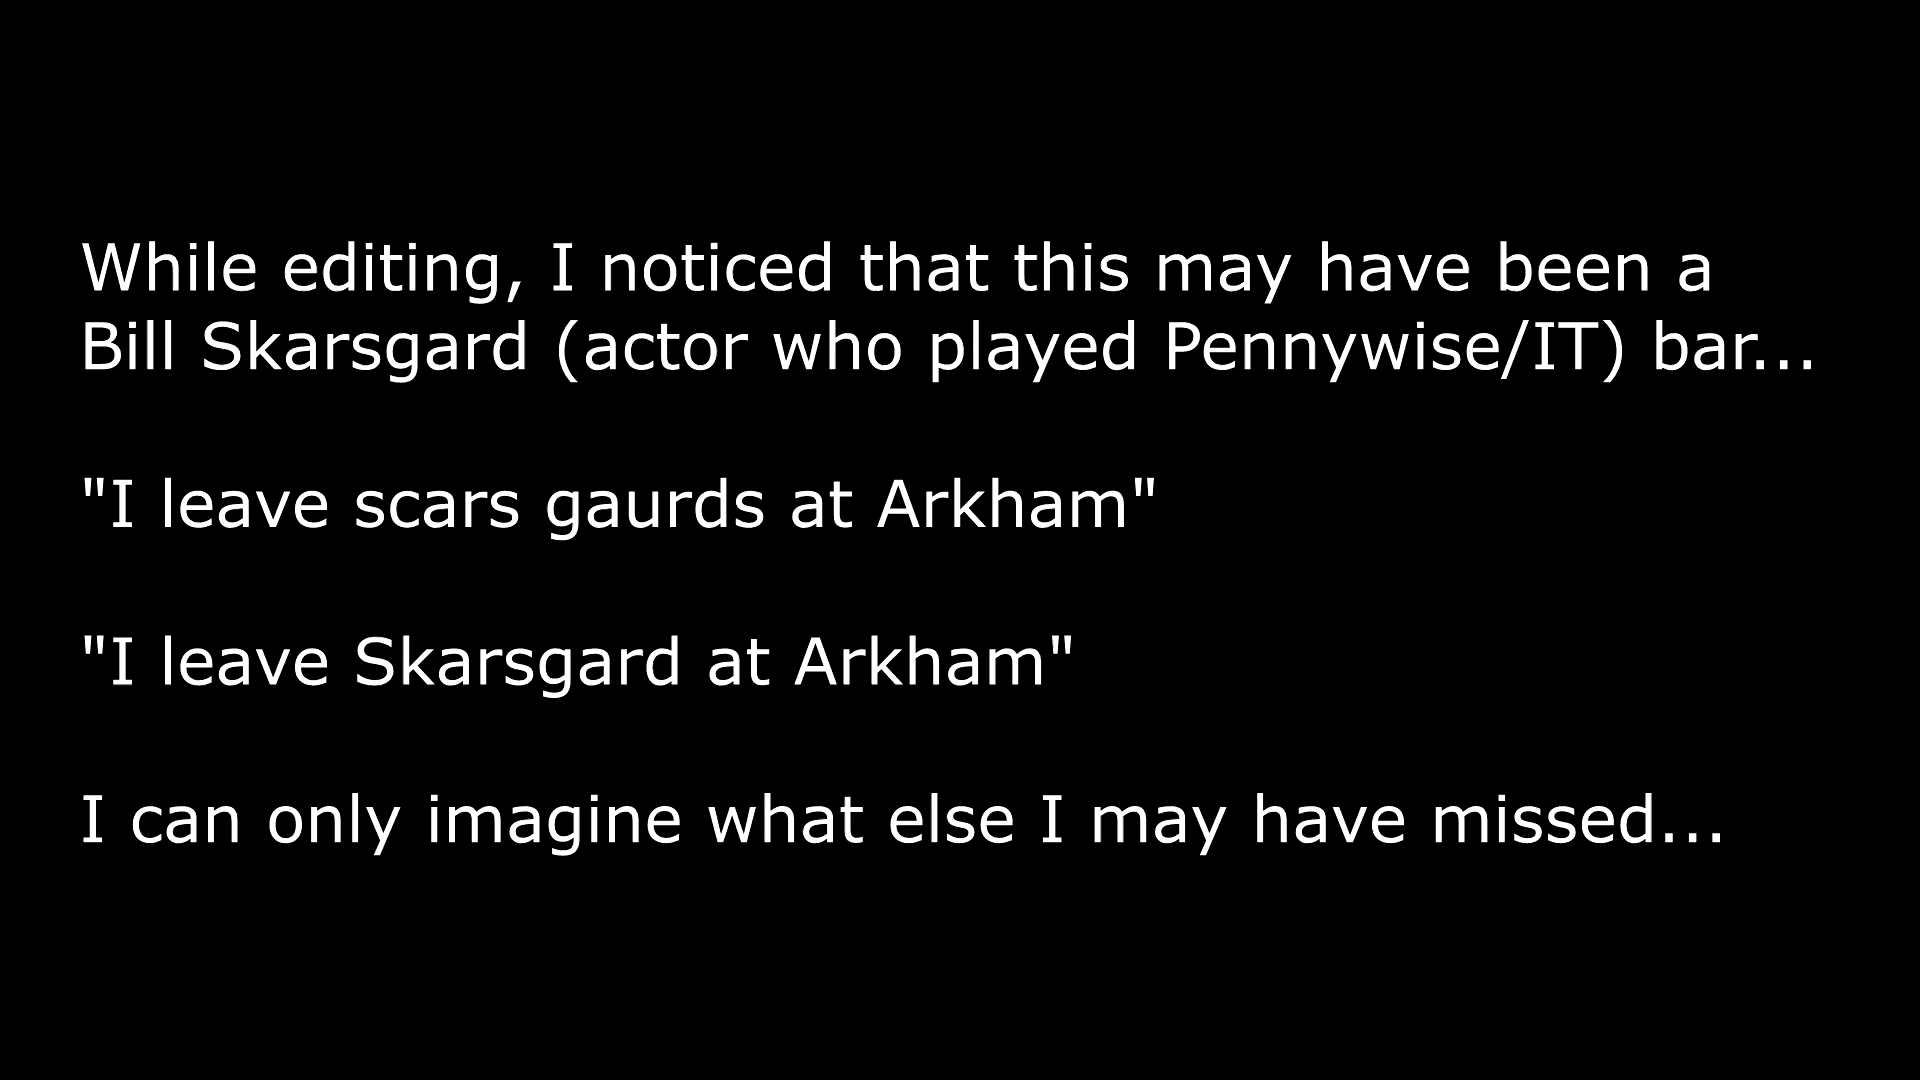 While editing, I noticed that this may have been a
Bill Skarsgard (actor who played Pennywise/IT) bar...
"I leave scars gaurds at Arkham"
"I leave Skarsgard at Arkham"
I can only imagine what else I may have missed...